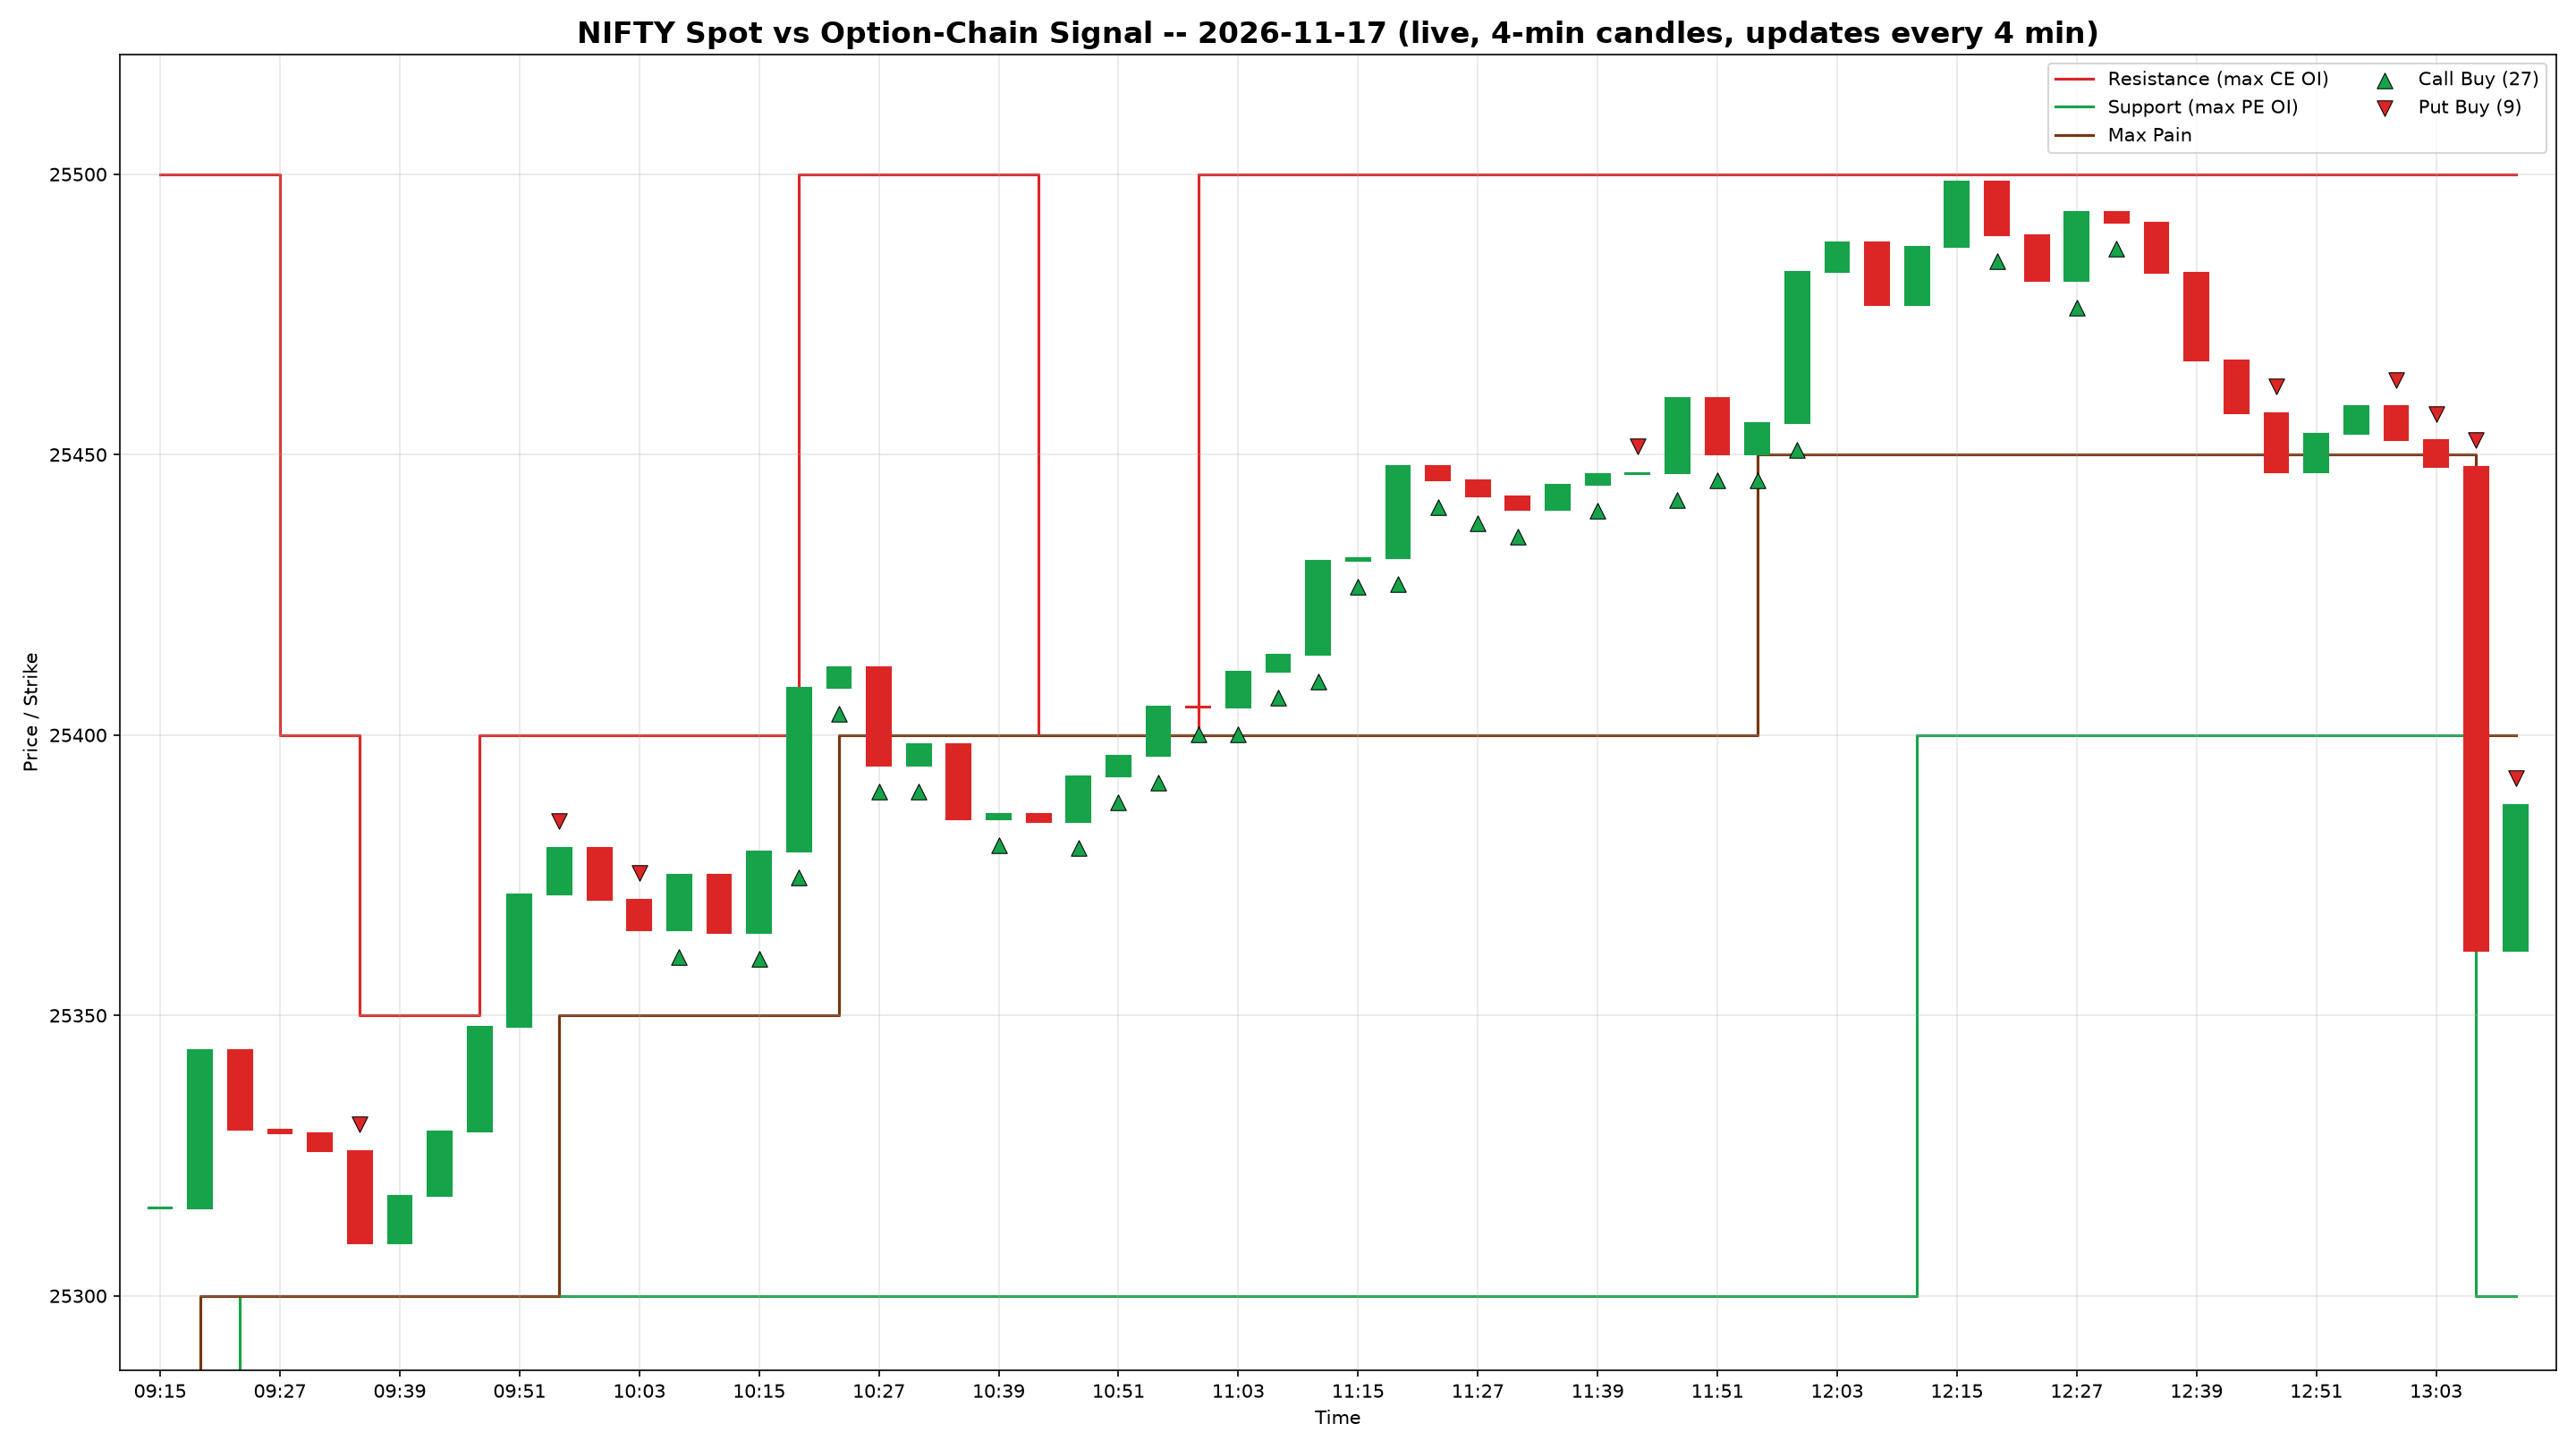 NIFTY Spot vs Option-Chain Signal -- 2026-11-17 (live, 4-min candles, updates every 4 min)
Resistance (max CE OI)
Support (max PE OI)
Max Pain
Call Buy (27)
Put Buy (9)
Price / Strike
25500
25450
25400
25350
25300
09:15 09:27 09:39 09:51 10:03 10:15 10:27 10:39 10:51 11:03 11:15 11:27 11:39 11:51 12:03 12:15 12:27 12:39 12:51 13:03
Time